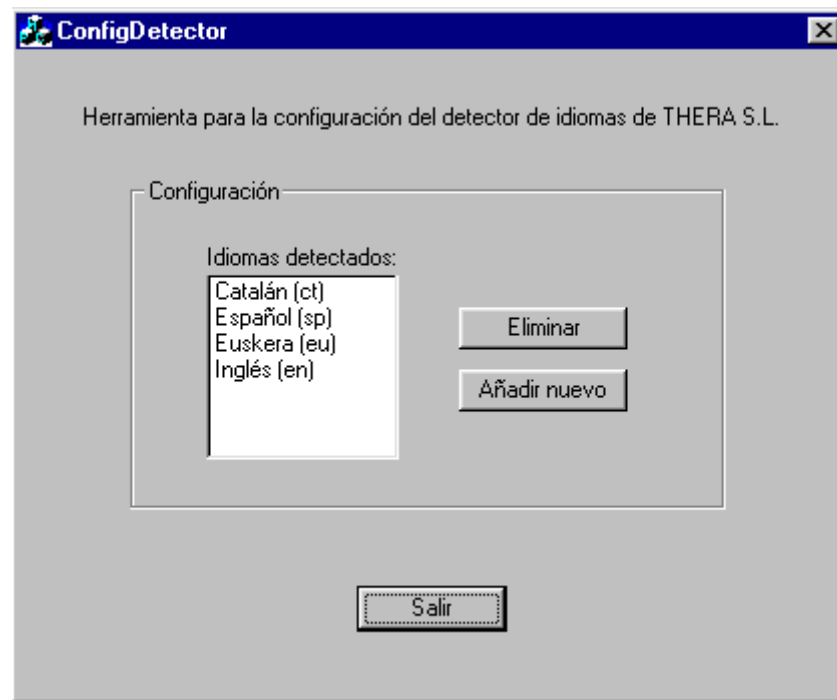 ConfigDetector
Herramienta para la configuración del detector de idiomas de THERA S.L.
Configuración
Idiomas detectados:
Catalán (ct)
Español (sp)
Euskera (eu)
Inglés (en)
Eliminar
Añadir nuevo
Salir